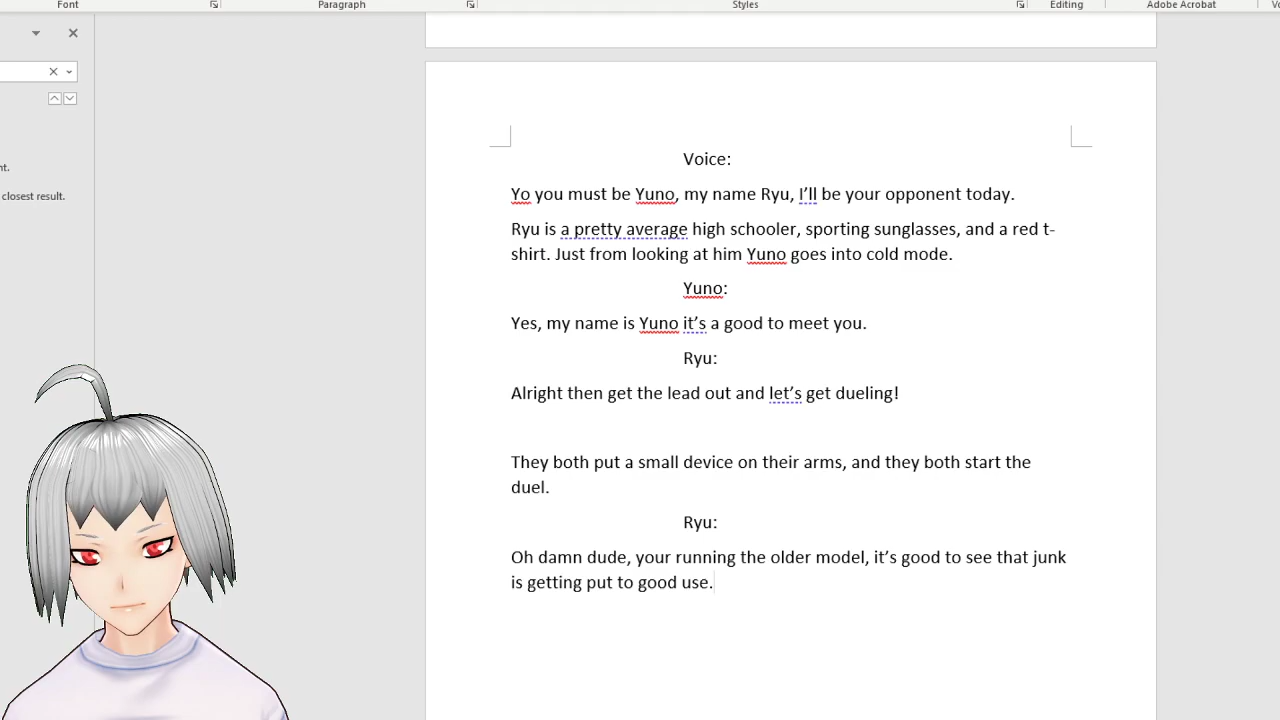 Font Paragraph Styles Editing Adobe Acrobat
nt.
closest result.
Voice:
Yo you must be Yuno, my name Ryu, I’ll be your opponent today.
Ryu is a pretty average high schooler, sporting sunglasses, and a red t-
shirt. Just from looking at him Yuno goes into cold mode.
Yuno:
Yes, my name is Yuno it’s a good to meet you.
Ryu:
Alright then get the lead out and let’s get dueling!
They both put a small device on their arms, and they both start the
duel.
Ryu:
Oh damn dude, your running the older model, it’s good to see that junk
is getting put to good use.